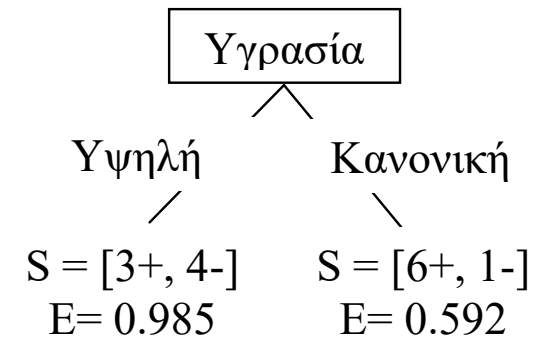 Υγρασία
Υψηλή Κανονική
S = [3+, 4-] S = [6+, 1-]
E= 0.985 E= 0.592